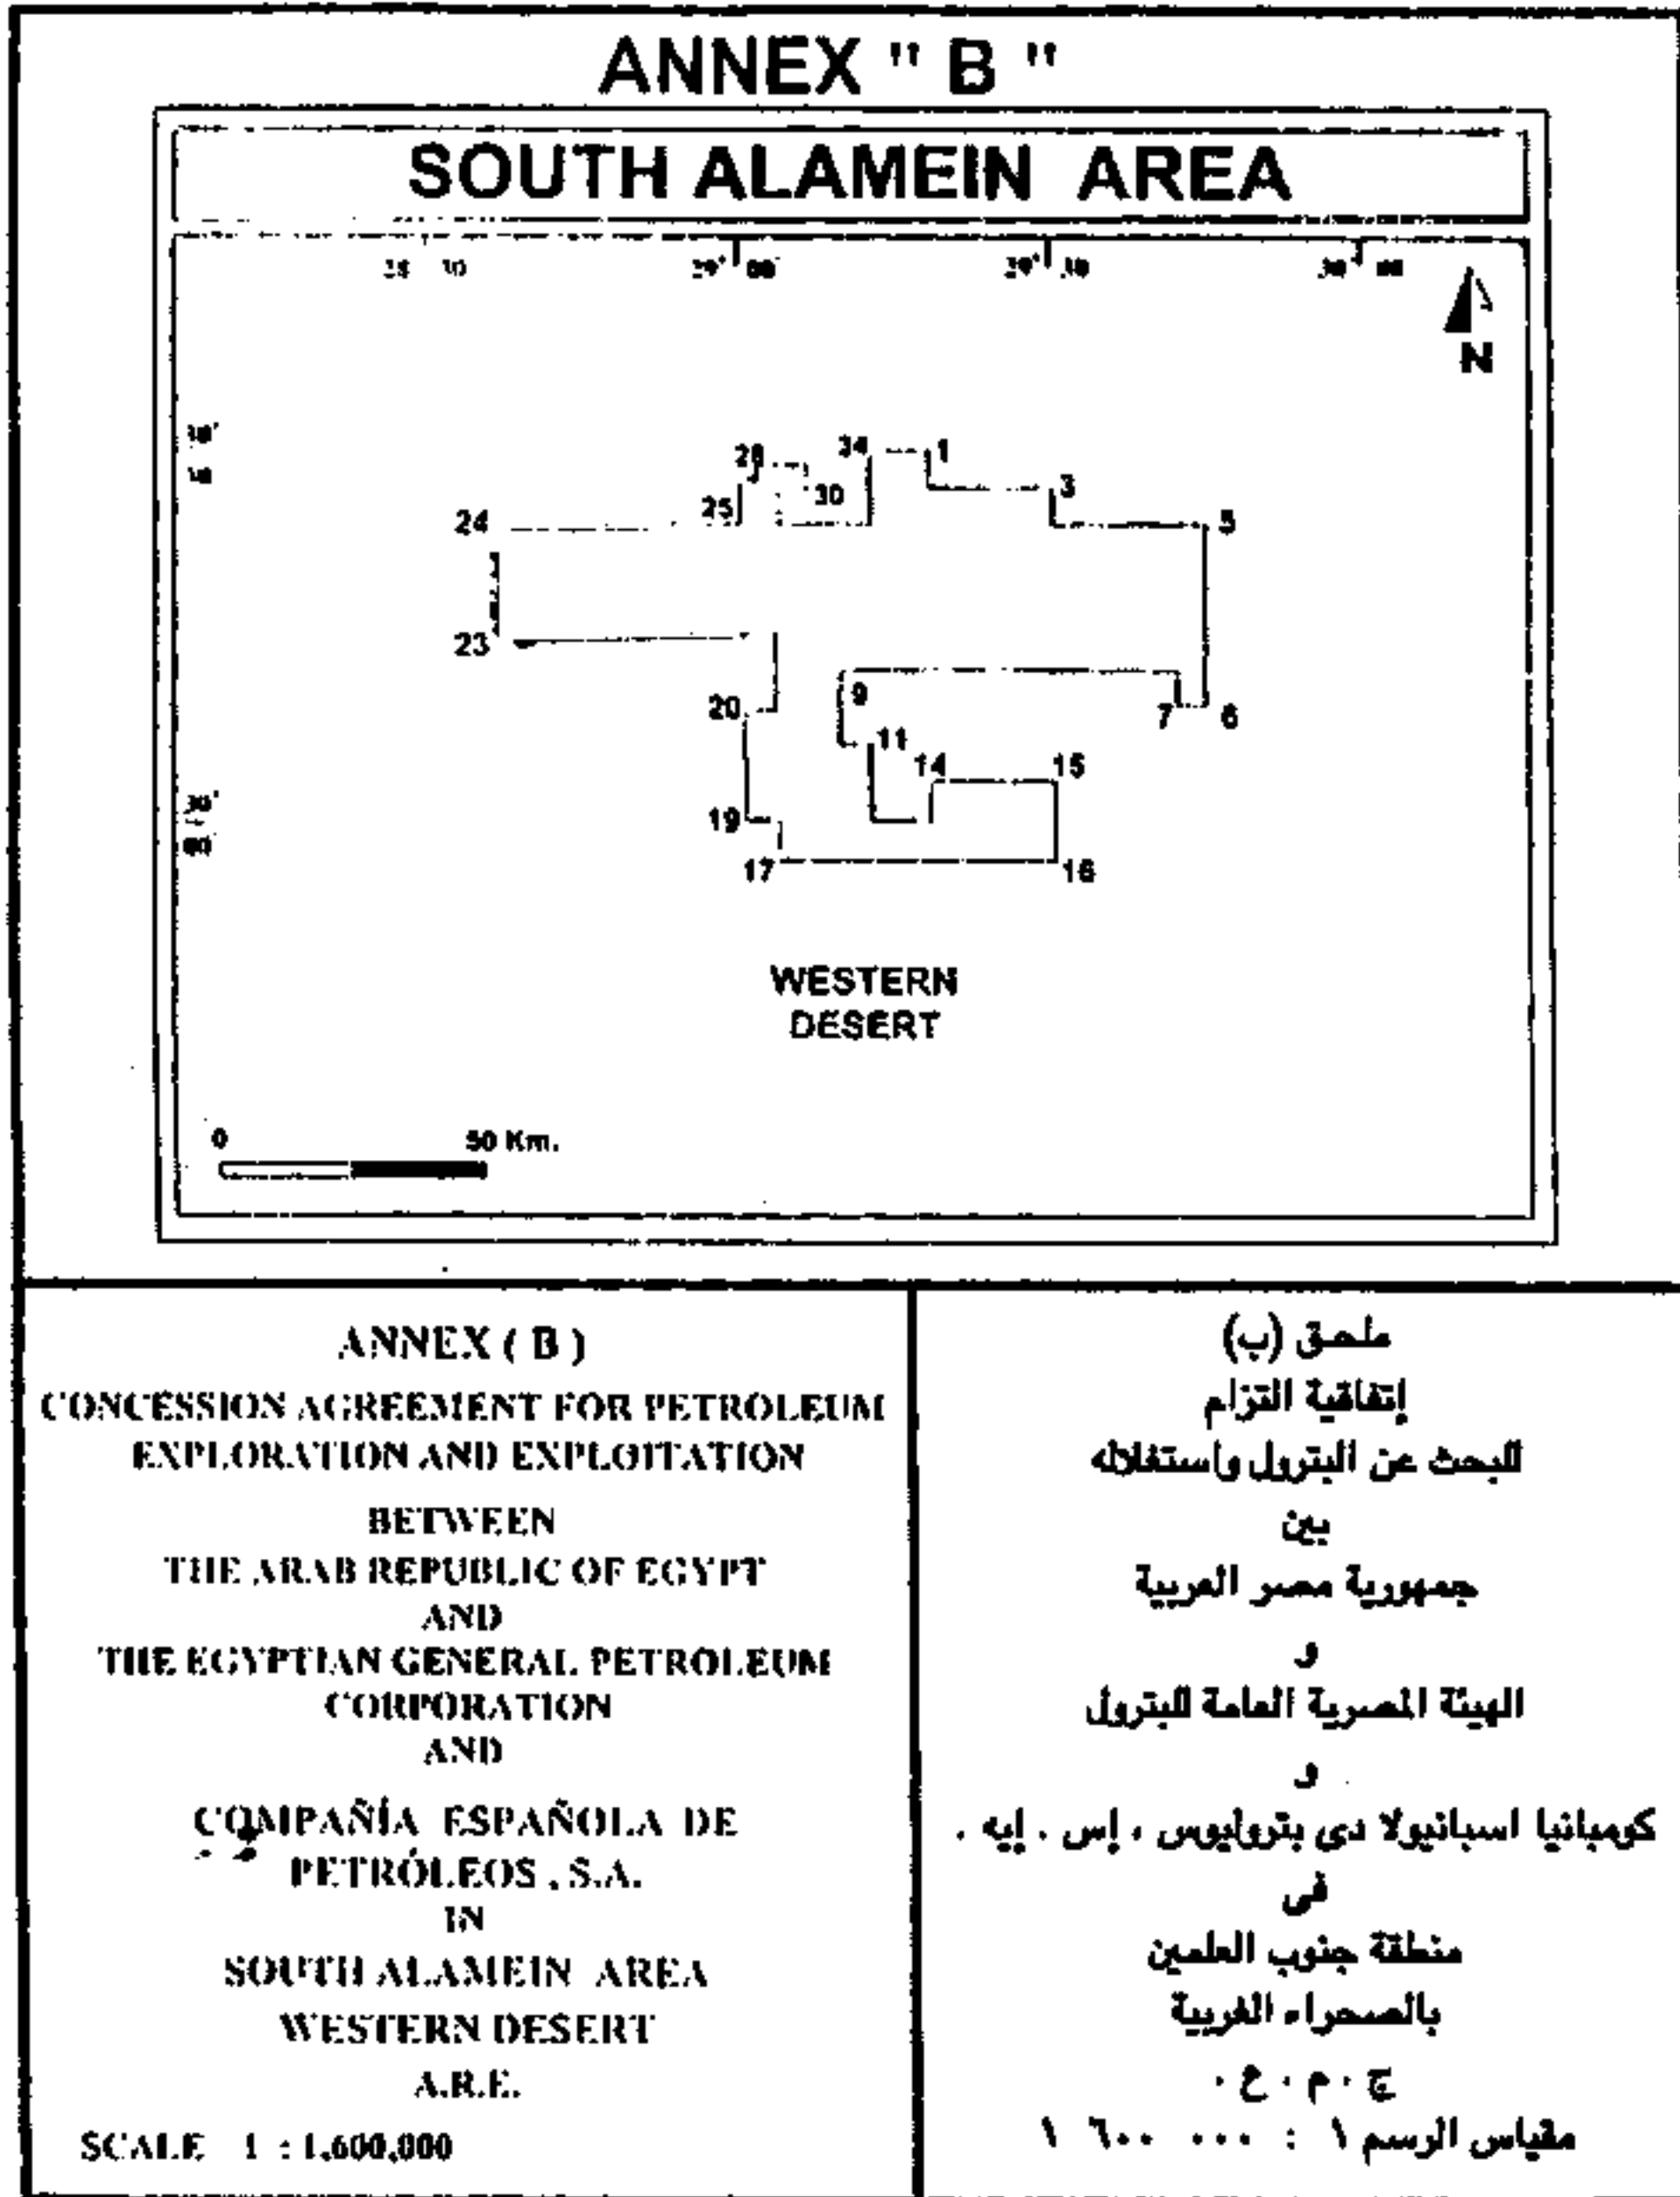 ANNEX " B "
SOUTH ALAMEIN AREA
29° 00'
N
28
34
1
3
30
25
24
5
23
9
20
7
6
11
14
15
19
17
16
WESTERN
DESERT
0
50 Km.
ANNEX ( B )
CONCESSION AGREEMENT FOR PETROLEUM
EXPLORATION AND EXPLOITATION
BETWEEN
THE ARAB REPUBLIC OF EGYPT
AND
THE EGYPTIAN GENERAL PETROLEUM
CORPORATION
AND
COMPAÑÍA ESPAÑOLA DE
PETRÓLEOS , S.A.
IN
SOUTH ALAMEIN AREA
WESTERN DESERT
A.R.E.
SCALE 1 : 1,600,000
ملحق (ب)
إتفاقية التزام
للبحث عن البترول واستغلاله
بين
جمهورية مصر العربية
و
الهيئة المصرية العامة للبترول
و
كومبانيا اسبانيولا دى بتروليوس ، إس . إيه .
فى
منطقة جنوب العلمين
بالصحراء الغربية
ج . م . ع .
مقياس الرسم ١ : ٠٠٠ ٦٠٠ ١